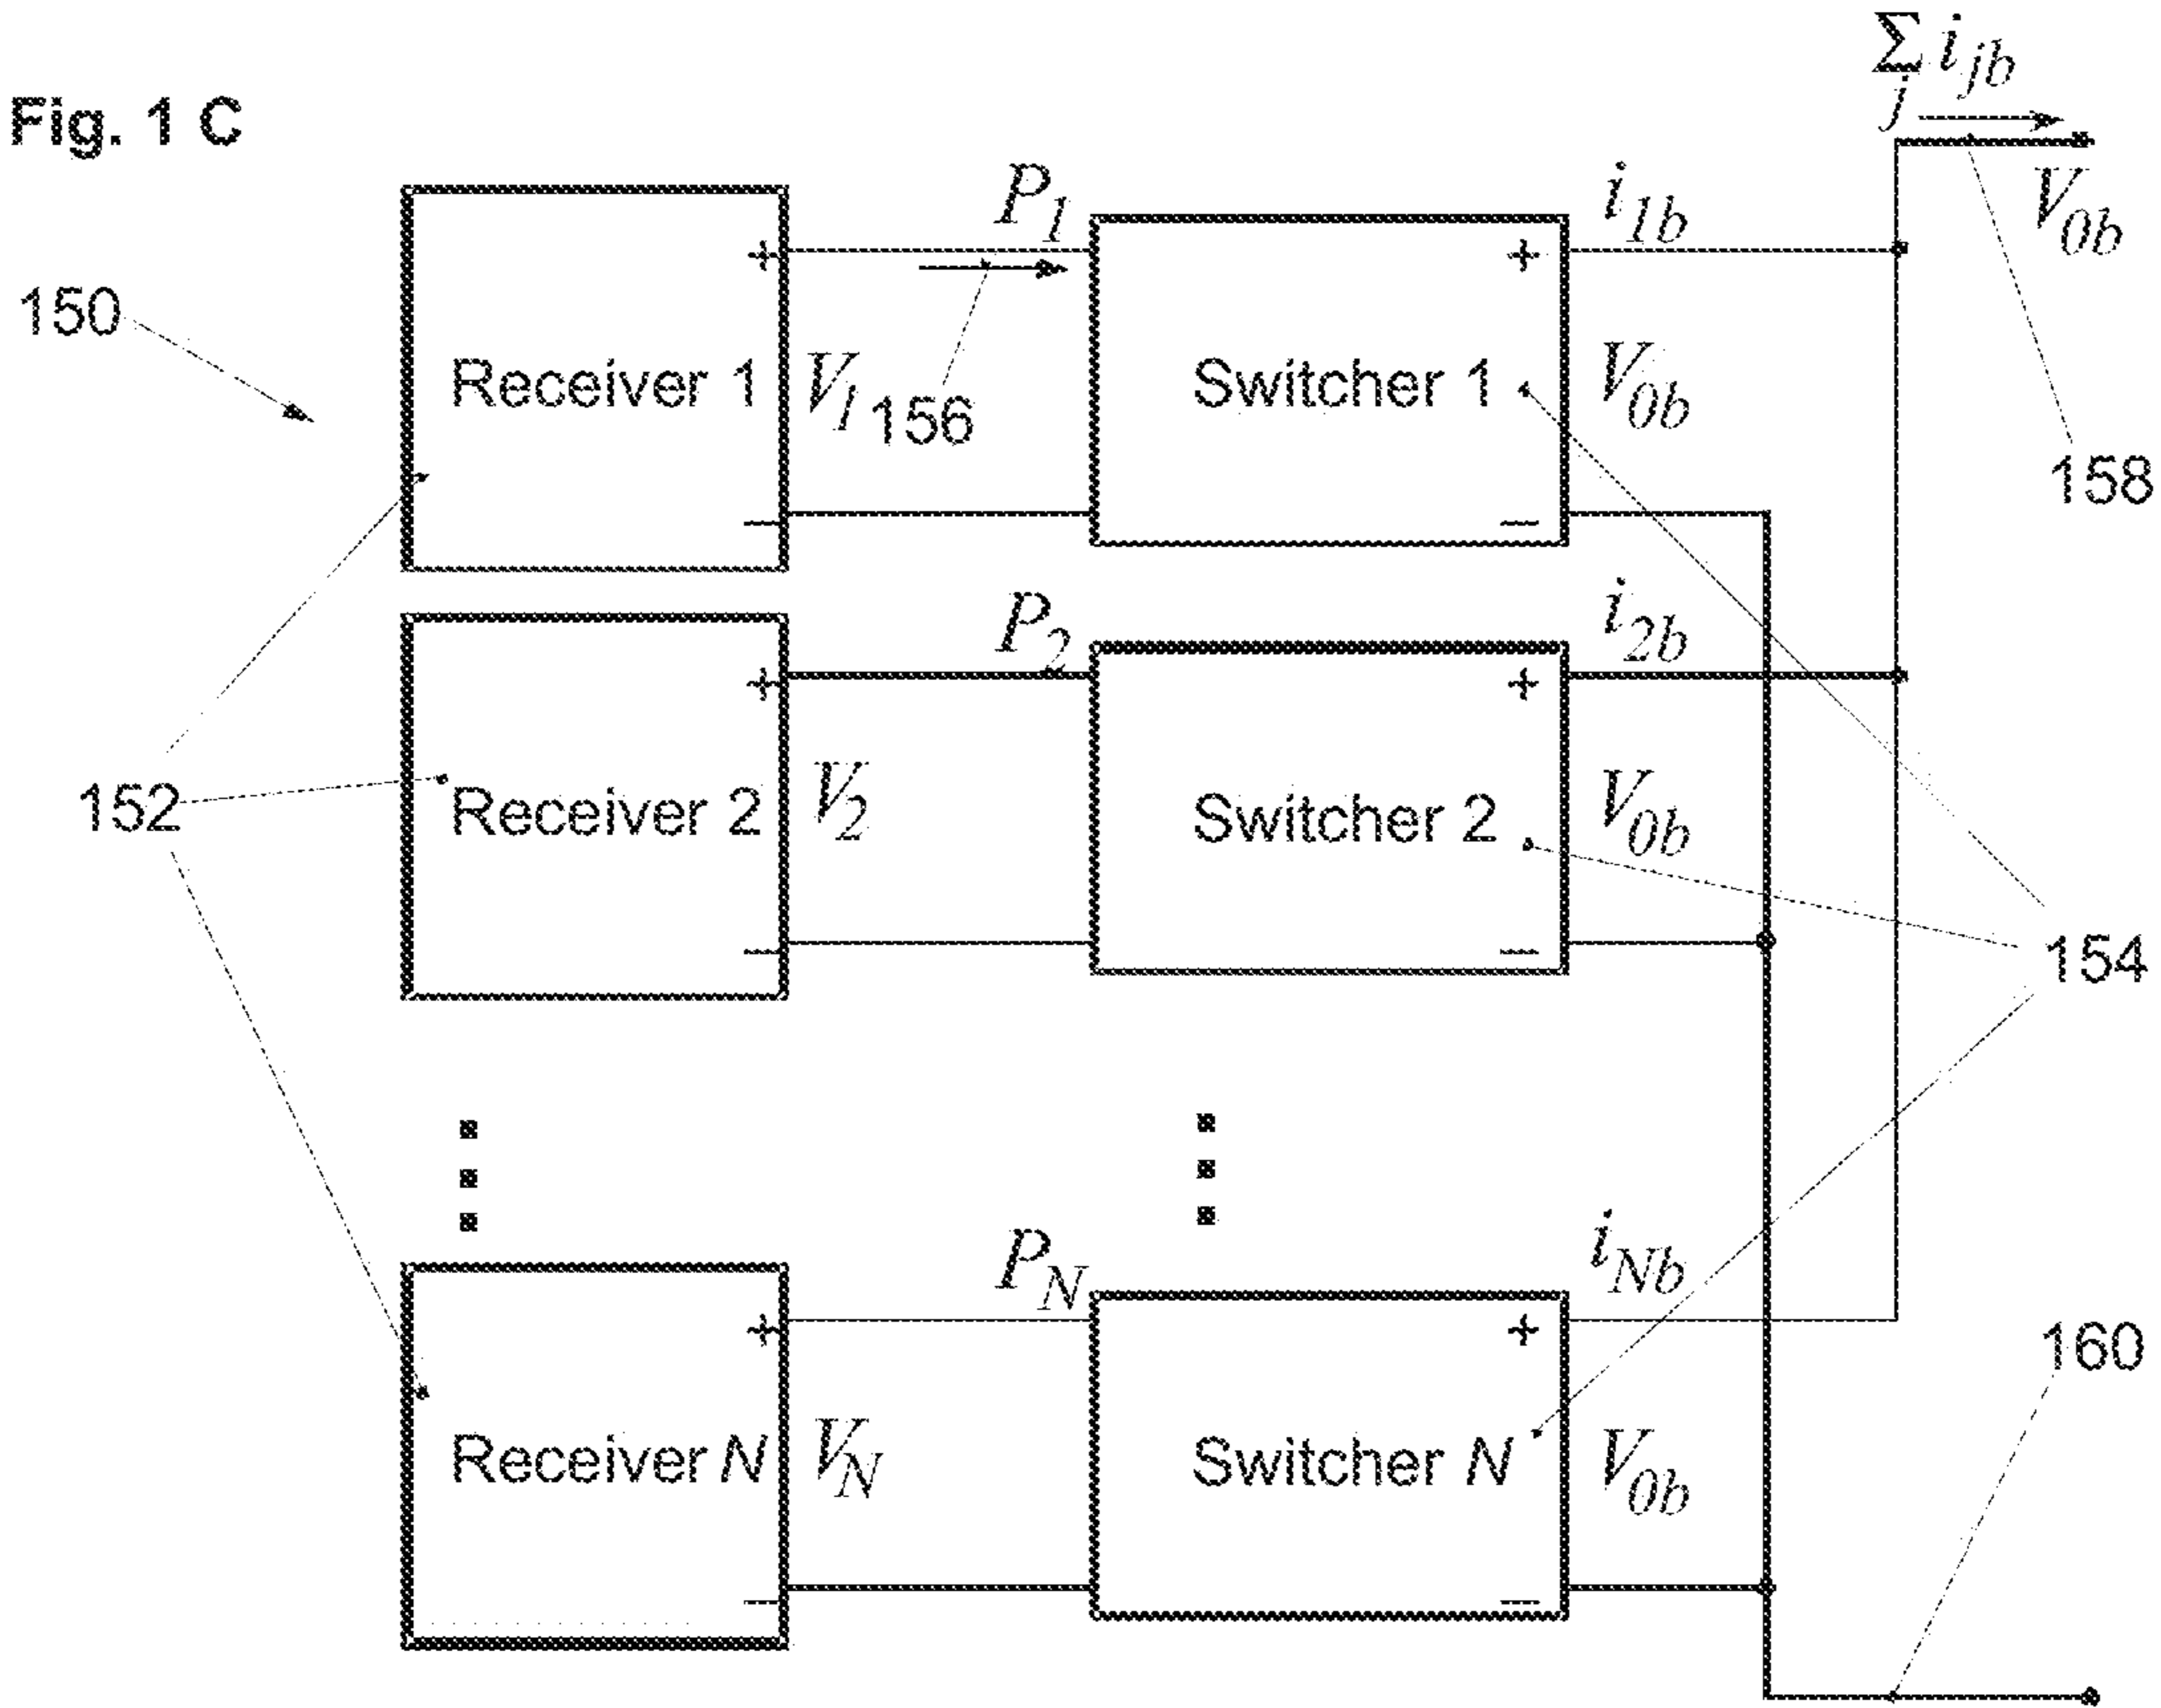 Fig. 1 C
∑ i_jb
j
V_0b
150
P_1
i_1b
+
+
Receiver 1
V_1
156
Switcher 1
V_0b
158
−
−
P_2
i_2b
+
+
152
Receiver 2
V_2
Switcher 2
V_0b
−
−
154
P_N
i_Nb
+
+
160
Receiver N
V_N
Switcher N
V_0b
−
−